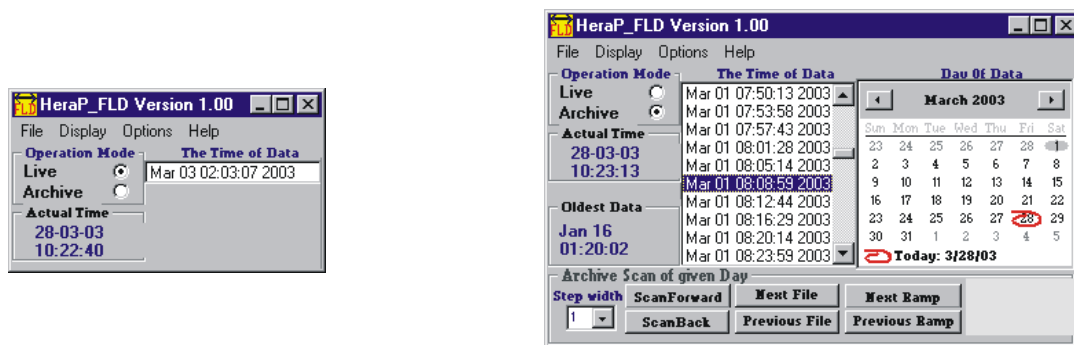 HeraP_FLD Version 1.00
File Display Options Help
Operation Mode
Live
Archive
The Time of Data
Mar 03 02:03:07 2003
Actual Time
28-03-03
10:22:40
HeraP_FLD Version 1.00
File Display Options Help
Operation Mode
Live
Archive
Actual Time
28-03-03
10:23:13
Oldest Data
Jan 16
01:20:02
The Time of Data
Mar 01 07:50:13 2003
Mar 01 07:53:58 2003
Mar 01 07:57:43 2003
Mar 01 08:01:28 2003
Mar 01 08:05:14 2003
Mar 01 08:08:59 2003
Mar 01 08:12:44 2003
Mar 01 08:16:29 2003
Mar 01 08:20:14 2003
Mar 01 08:23:59 2003
Day Of Data
March 2003
Sun Mon Tue Wed Thu Fri Sat
23 24 25 26 27 28 1
2 3 4 5 6 7 8
9 10 11 12 13 14 15
16 17 18 19 20 21 22
23 24 25 26 27 28 29
30 31 1 2 3 4 5
Today: 3/28/03
Archive Scan of given Day
Step width
1
ScanForward
Next File
Next Ramp
ScanBack
Previous File
Previous Ramp